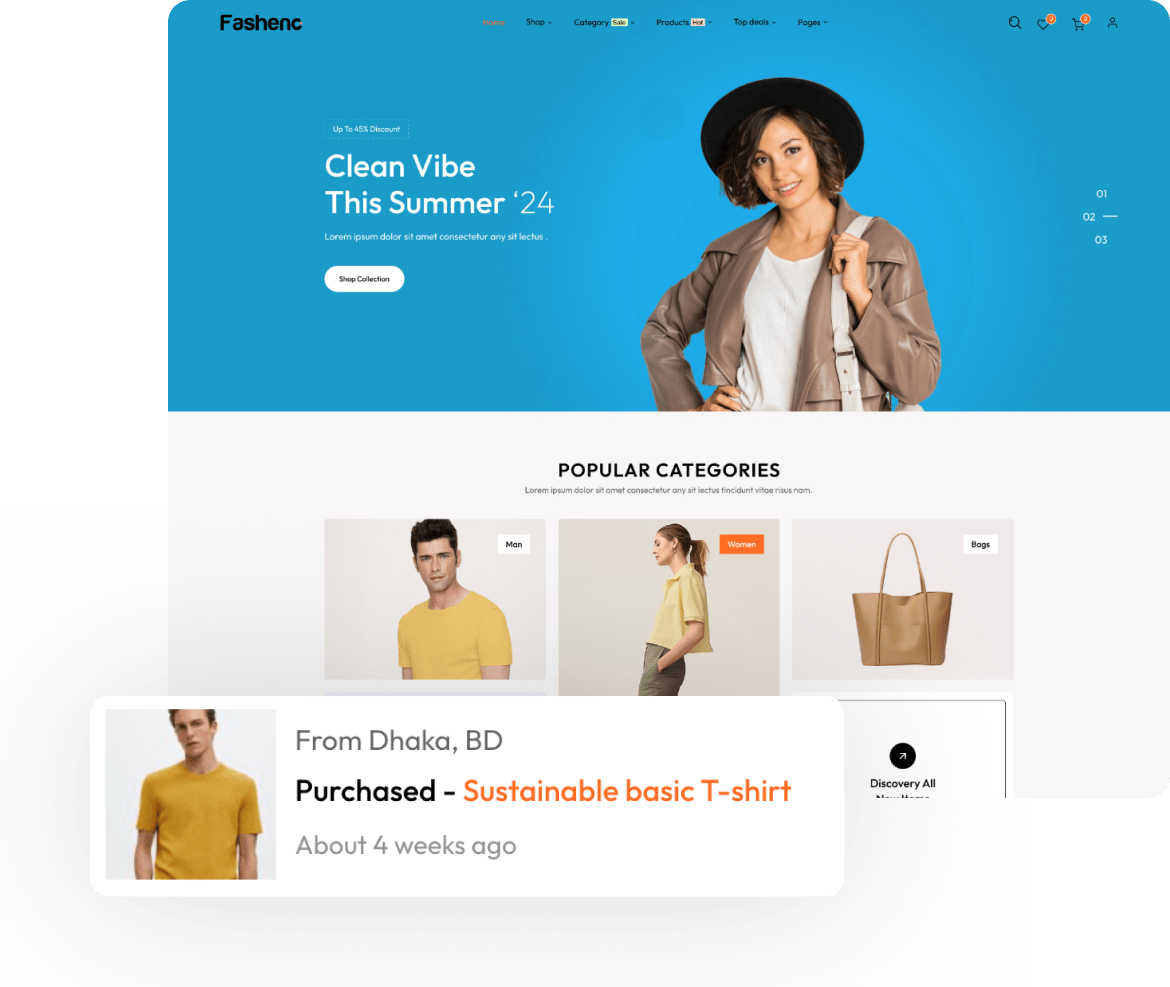 Fashenc
Home Shop Category Sale Products Hot Top deals Pages
0 0
Up To 45% Discount
Clean Vibe
This Summer ‘24
Lorem ipsum dolor sit amet consectetur any sit lectus .
Shop Collection
01
02
03
POPULAR CATEGORIES
Lorem ipsum dolor sit amet consectetur any sit lectus tincidunt vitae risus nam.
Man
Women
Bags
From Dhaka, BD
Purchased - Sustainable basic T-shirt
About 4 weeks ago
Discovery All
New Items